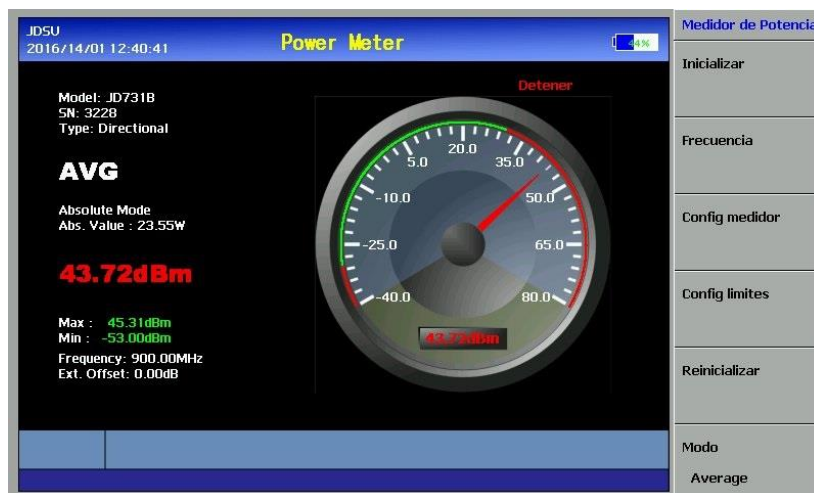 JDSU
2016/14/01 12:40:41
Power Meter
44%
Model: JD731B
SN: 3228
Type: Directional
AVG
Absolute Mode
Abs. Value : 23.55W
43.72dBm
Max : 45.31dBm
Min : -53.00dBm
Frequency: 900.00MHz
Ext. Offset: 0.00dB
Detener
20.0
5.0
35.0
-10.0
50.0
-25.0
65.0
-40.0
80.0
43.72dBm
Medidor de Potencia
Inicializar
Frecuencia
Config medidor
Config limites
Reinicializar
Modo
Average